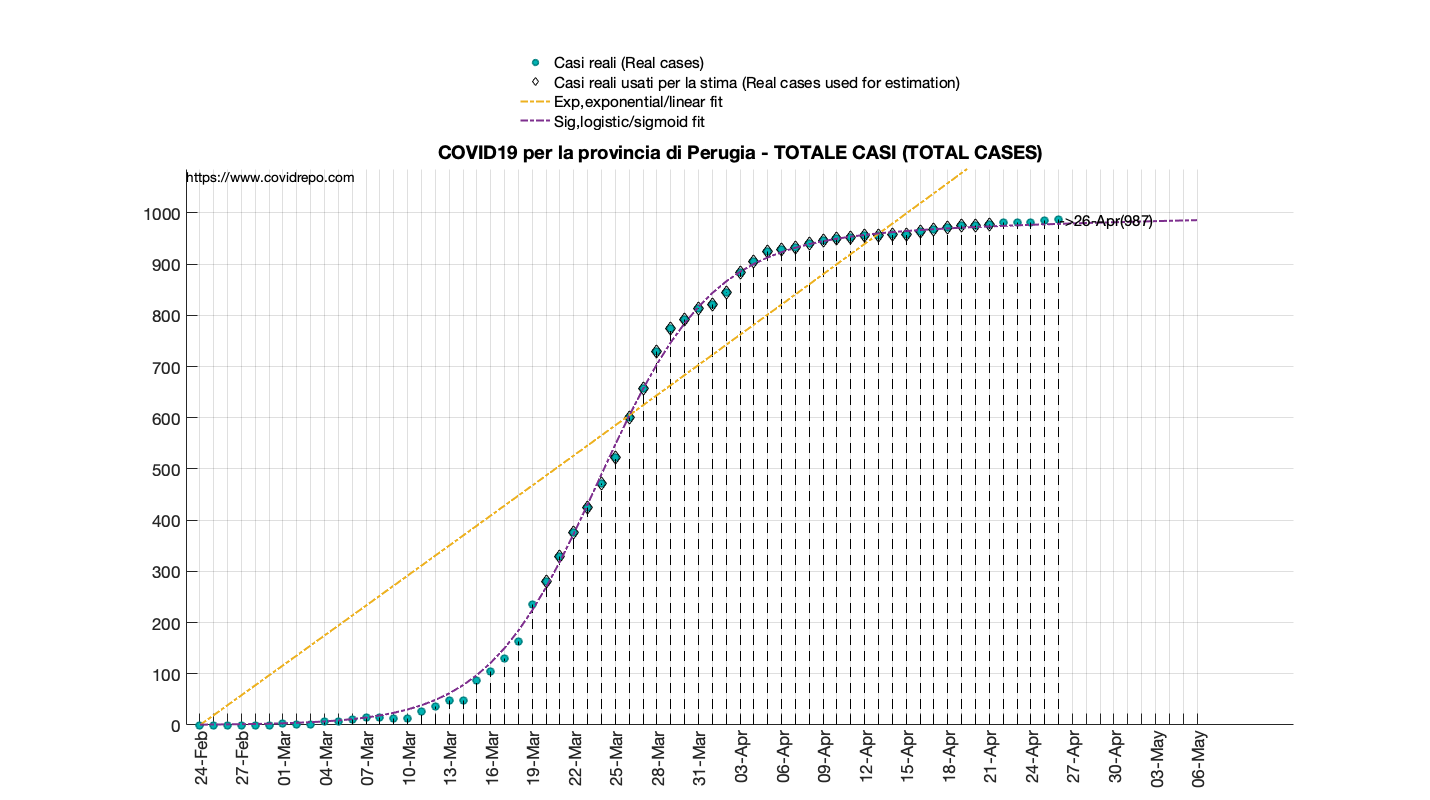 Casi reali (Real cases)
Casi reali usati per la stima (Real cases used for estimation)
Exp,exponential/linear fit
Sig,logistic/sigmoid fit
COVID19 per la provincia di Perugia - TOTALE CASI (TOTAL CASES)
https://www.covidrepo.com
1000
900
800
700
600
500
400
300
200
100
0
->26-Apr(987)
24-Feb
27-Feb
01-Mar
04-Mar
07-Mar
10-Mar
13-Mar
16-Mar
19-Mar
22-Mar
25-Mar
28-Mar
31-Mar
03-Apr
06-Apr
09-Apr
12-Apr
15-Apr
18-Apr
21-Apr
24-Apr
27-Apr
30-Apr
03-May
06-May